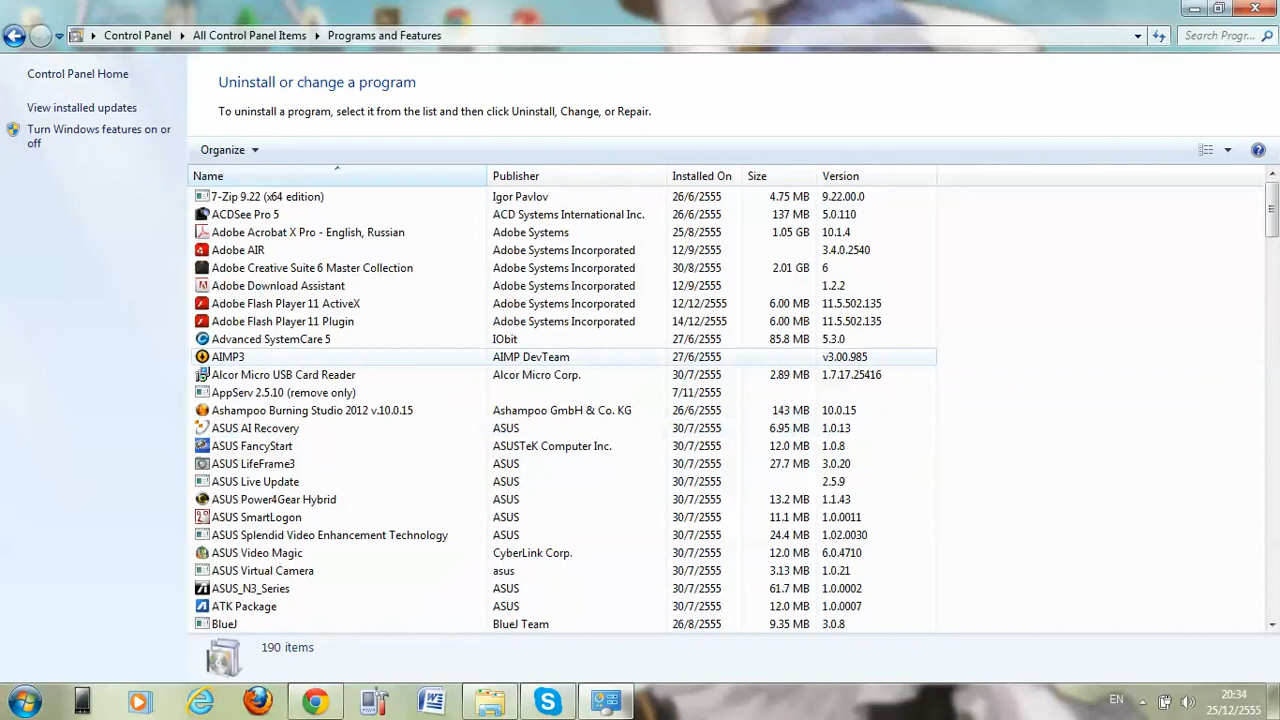 Control Panel All Control Panel Items Programs and Features Search Progr...
Control Panel Home
View installed updates
Turn Windows features on or
off
Uninstall or change a program
To uninstall a program, select it from the list and then click Uninstall, Change, or Repair.
Organize
Name Publisher Installed On Size Version
7-Zip 9.22 (x64 edition) Igor Pavlov 26/6/2555 4.75 MB 9.22.00.0
ACDSee Pro 5 ACD Systems International Inc. 26/6/2555 137 MB 5.0.110
Adobe Acrobat X Pro - English, Russian Adobe Systems 25/8/2555 1.05 GB 10.1.4
Adobe AIR Adobe Systems Incorporated 12/9/2555 3.4.0.2540
Adobe Creative Suite 6 Master Collection Adobe Systems Incorporated 30/8/2555 2.01 GB 6
Adobe Download Assistant Adobe Systems Incorporated 12/9/2555 1.2.2
Adobe Flash Player 11 ActiveX Adobe Systems Incorporated 12/12/2555 6.00 MB 11.5.502.135
Adobe Flash Player 11 Plugin Adobe Systems Incorporated 14/12/2555 6.00 MB 11.5.502.135
Advanced SystemCare 5 IObit 27/6/2555 85.8 MB 5.3.0
AIMP3 AIMP DevTeam 27/6/2555 v3.00.985
Alcor Micro USB Card Reader Alcor Micro Corp. 30/7/2555 2.89 MB 1.7.17.25416
AppServ 2.5.10 (remove only) 7/11/2555
Ashampoo Burning Studio 2012 v.10.0.15 Ashampoo GmbH & Co. KG 26/6/2555 143 MB 10.0.15
ASUS AI Recovery ASUS 30/7/2555 6.95 MB 1.0.13
ASUS FancyStart ASUSTeK Computer Inc. 30/7/2555 12.0 MB 1.0.8
ASUS LifeFrame3 ASUS 30/7/2555 27.7 MB 3.0.20
ASUS Live Update ASUS 30/7/2555 2.5.9
ASUS Power4Gear Hybrid ASUS 30/7/2555 13.2 MB 1.1.43
ASUS SmartLogon ASUS 30/7/2555 11.1 MB 1.0.0011
ASUS Splendid Video Enhancement Technology ASUS 30/7/2555 24.4 MB 1.02.0030
ASUS Video Magic CyberLink Corp. 30/7/2555 12.0 MB 6.0.4710
ASUS Virtual Camera asus 30/7/2555 3.13 MB 1.0.21
ASUS_N3_Series ASUS 30/7/2555 61.7 MB 1.0.0002
ATK Package ASUS 30/7/2555 12.0 MB 1.0.0007
BlueJ BlueJ Team 26/8/2555 9.35 MB 3.0.8
190 items
EN 20:34
25/12/2555